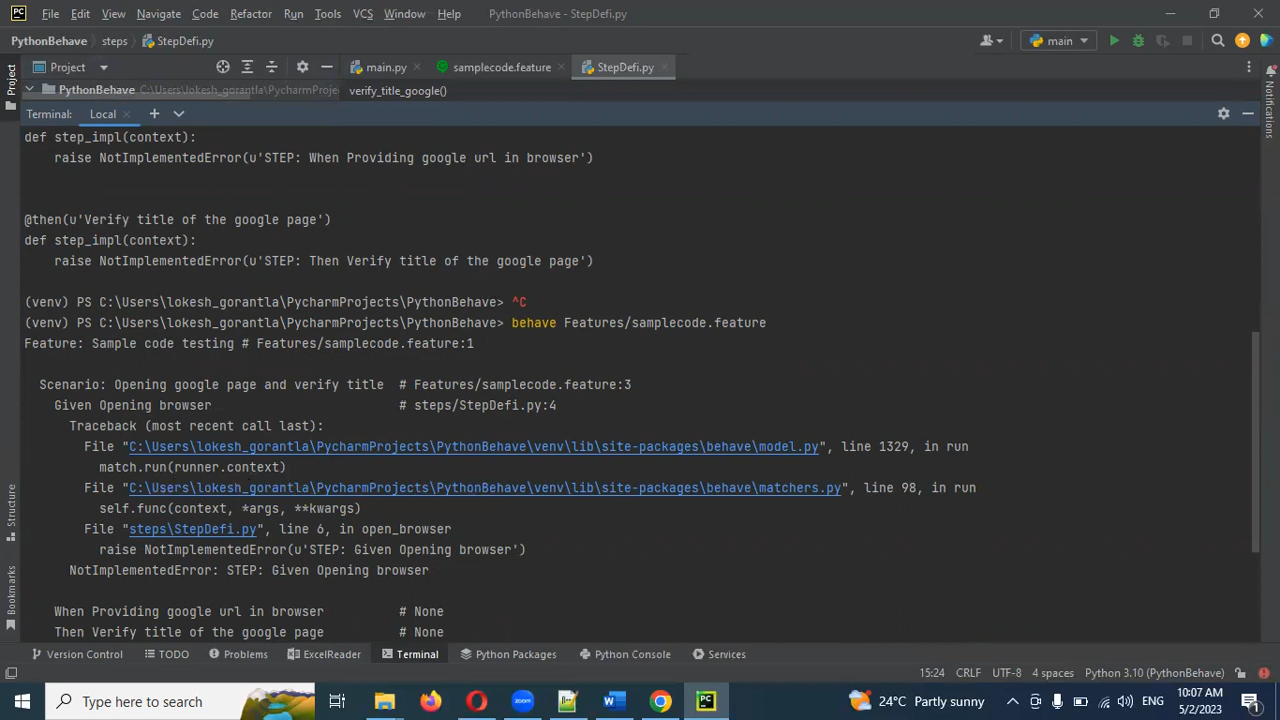 PC File Edit View Navigate Code Refactor Run Tools VCS Window Help PythonBehave - StepDefi.py
PythonBehave steps StepDefi.py main
Project main.py samplecode.feature StepDefi.py
PythonBehave C:\Users\lokesh_gorantla\PycharmProjec verify_title_google()
Project
Notifications
Terminal: Local
def step_impl(context):
raise NotImplementedError(u'STEP: When Providing google url in browser')
@then(u'Verify title of the google page')
def step_impl(context):
raise NotImplementedError(u'STEP: Then Verify title of the google page')
(venv) PS C:\Users\lokesh_gorantla\PycharmProjects\PythonBehave> ^C
(venv) PS C:\Users\lokesh_gorantla\PycharmProjects\PythonBehave> behave Features/samplecode.feature
Feature: Sample code testing # Features/samplecode.feature:1
Scenario: Opening google page and verify title # Features/samplecode.feature:3
Given Opening browser # steps/StepDefi.py:4
Traceback (most recent call last):
File "C:\Users\lokesh_gorantla\PycharmProjects\PythonBehave\venv\lib\site-packages\behave\model.py", line 1329, in run
match.run(runner.context)
File "C:\Users\lokesh_gorantla\PycharmProjects\PythonBehave\venv\lib\site-packages\behave\matchers.py", line 98, in run
self.func(context, *args, **kwargs)
File "steps\StepDefi.py", line 6, in open_browser
raise NotImplementedError(u'STEP: Given Opening browser')
NotImplementedError: STEP: Given Opening browser
When Providing google url in browser # None
Then Verify title of the google page # None
Structure
Bookmarks
Version Control TODO Problems ExcelReader Terminal Python Packages Python Console Services
15:24 CRLF UTF-8 4 spaces Python 3.10 (PythonBehave)
Type here to search zoom W PC 24°C Partly sunny ENG 10:07 AM
5/2/2023 1